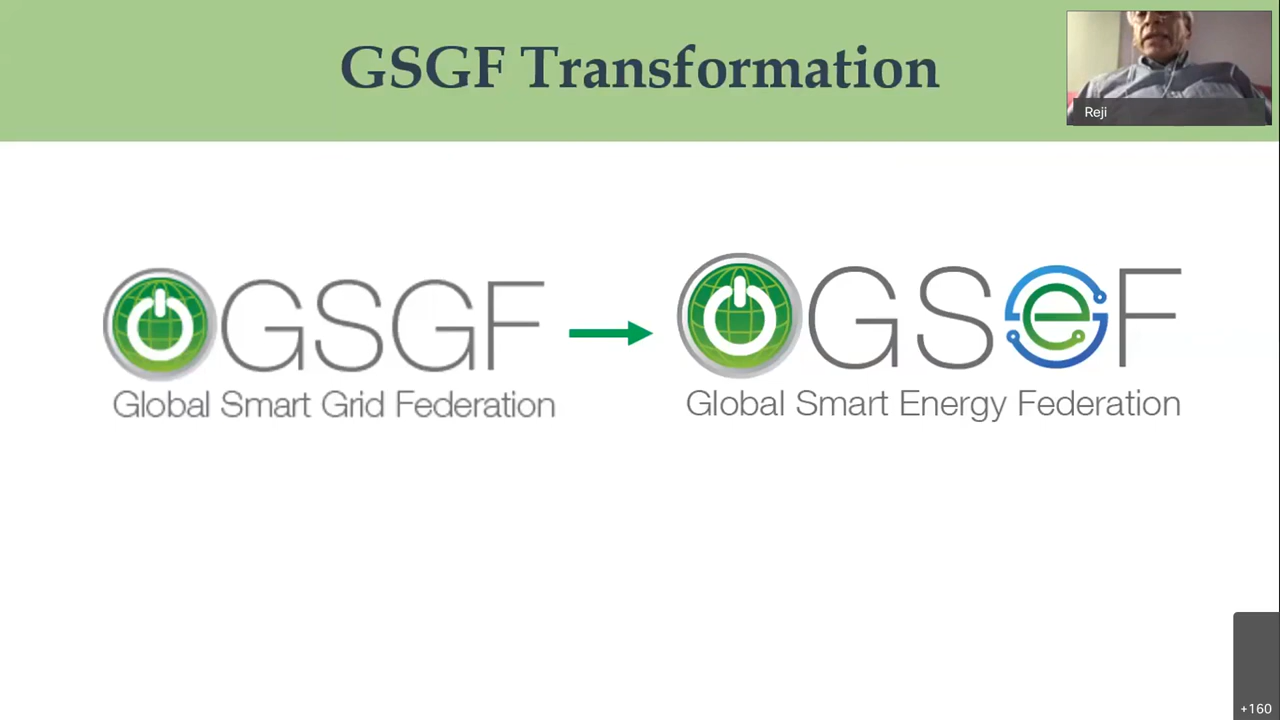 GSGF Transformation
Reji
GSGF
Global Smart Grid Federation
GSeF
Global Smart Energy Federation
+160